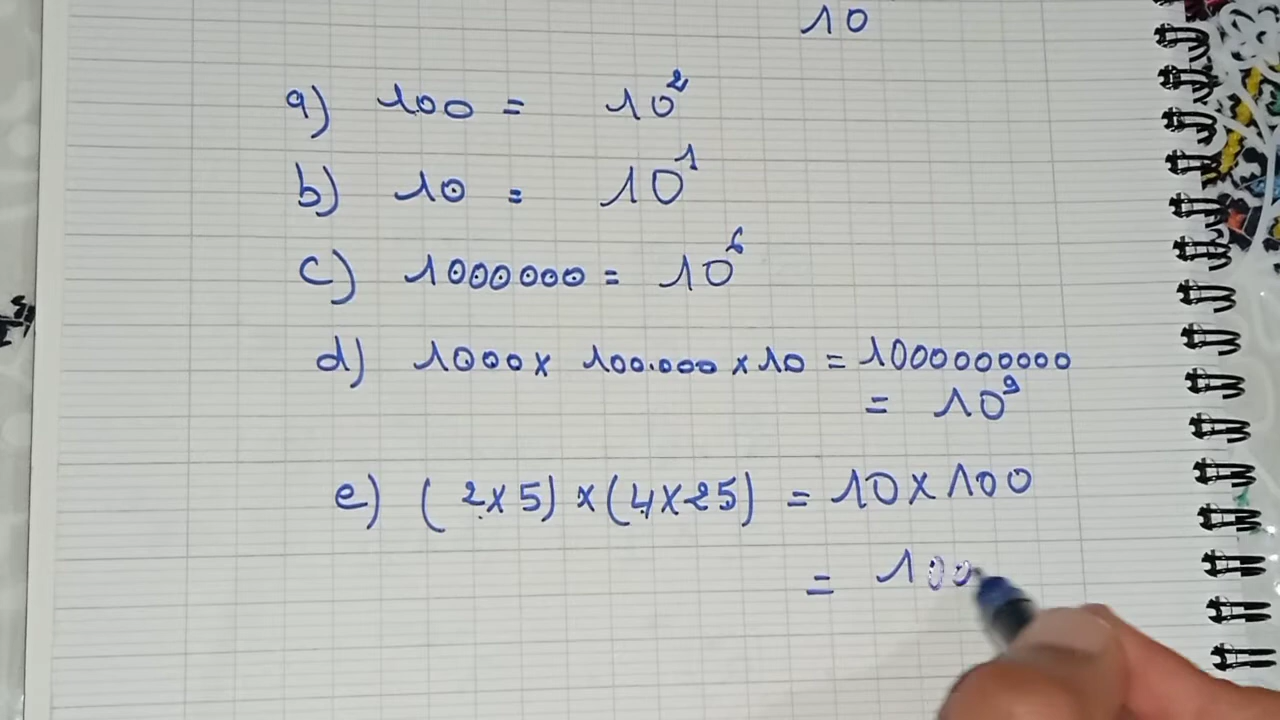 10
a) 100 = 10²
b) 10 = 10¹
c) 1000000 = 10⁶
d) 1000 x 100.000 x 10 = 1000000000
= 10⁹
e) (2x5) x (4x25) = 10 x 100
= 100